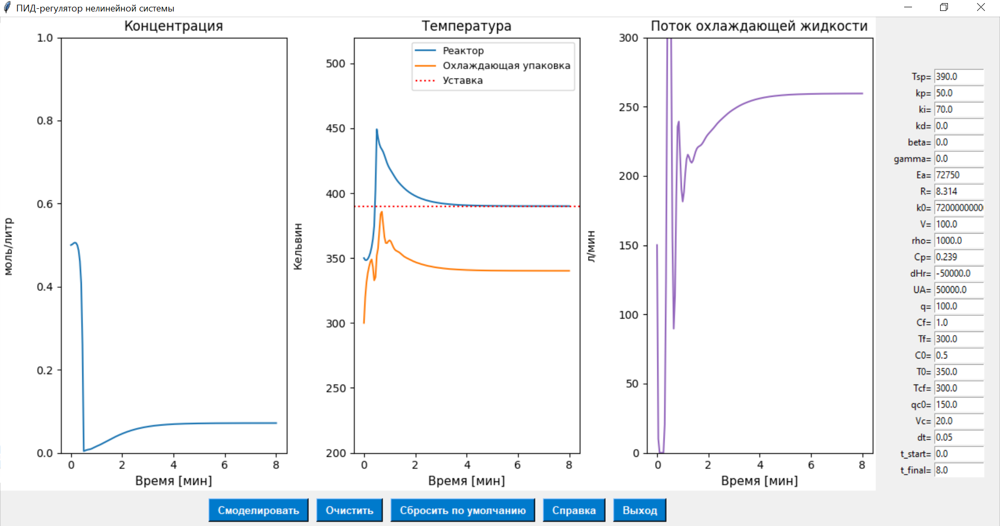 ПИД-регулятор нелинейной системы
Концентрация
моль/литр
1.0
0.8
0.6
0.4
0.2
0.0
0 2 4 6 8
Время [мин]
Температура
Кельвин
Реактор
Охлаждающая упаковка
Уставка
500
450
400
350
300
250
200
0 2 4 6 8
Время [мин]
Поток охлаждающей жидкости
л/мин
300
250
200
150
100
50
0
0 2 4 6 8
Время [мин]
Tsp= 390.0
kp= 50.0
ki= 70.0
kd= 0.0
beta= 0.0
gamma= 0.0
Ea= 72750
R= 8.314
k0= 7200000000
V= 100.0
rho= 1000.0
Cp= 0.239
dHr= -50000.0
UA= 50000.0
q= 100.0
Cf= 1.0
Tf= 300.0
C0= 0.5
T0= 350.0
Tcf= 300.0
qc0= 150.0
Vc= 20.0
dt= 0.05
t_start= 0.0
t_final= 8.0
Смоделировать Очистить Сбросить по умолчанию Справка Выход